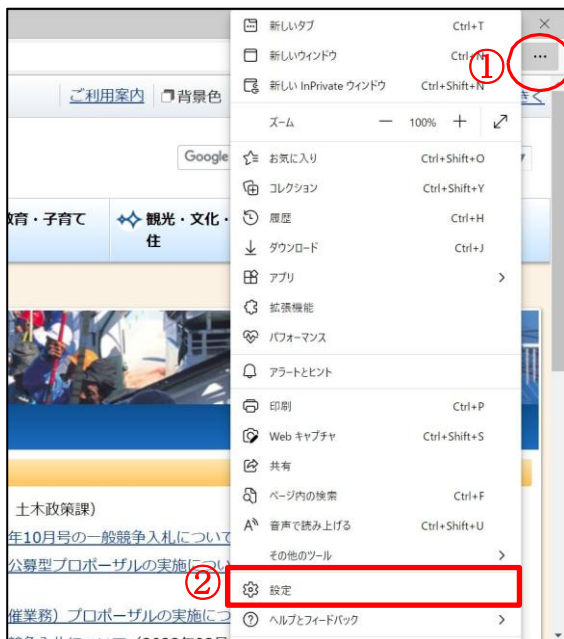 新しいタブ Ctrl+T
新しいウィンドウ
①
新しい InPrivate ウィンドウ Ctrl+Shift+N
ご利用案内 背景色
ズーム 100%
Google
お気に入り Ctrl+Shift+O
コレクション Ctrl+Shift+Y
育・子育て 観光・文化・
住
履歴 Ctrl+H
ダウンロード Ctrl+J
アプリ
拡張機能
パフォーマンス
アラートとヒント
印刷 Ctrl+P
Web キャプチャ Ctrl+Shift+S
共有
ページ内の検索 Ctrl+F
土木政策課)
音声で読み上げる Ctrl+Shift+U
年10月号の一般競争入札について
その他のツール
公募型プロポーザルの実施につい
②
設定
催業務）プロポーザルの実施につ
ヘルプとフィードバック